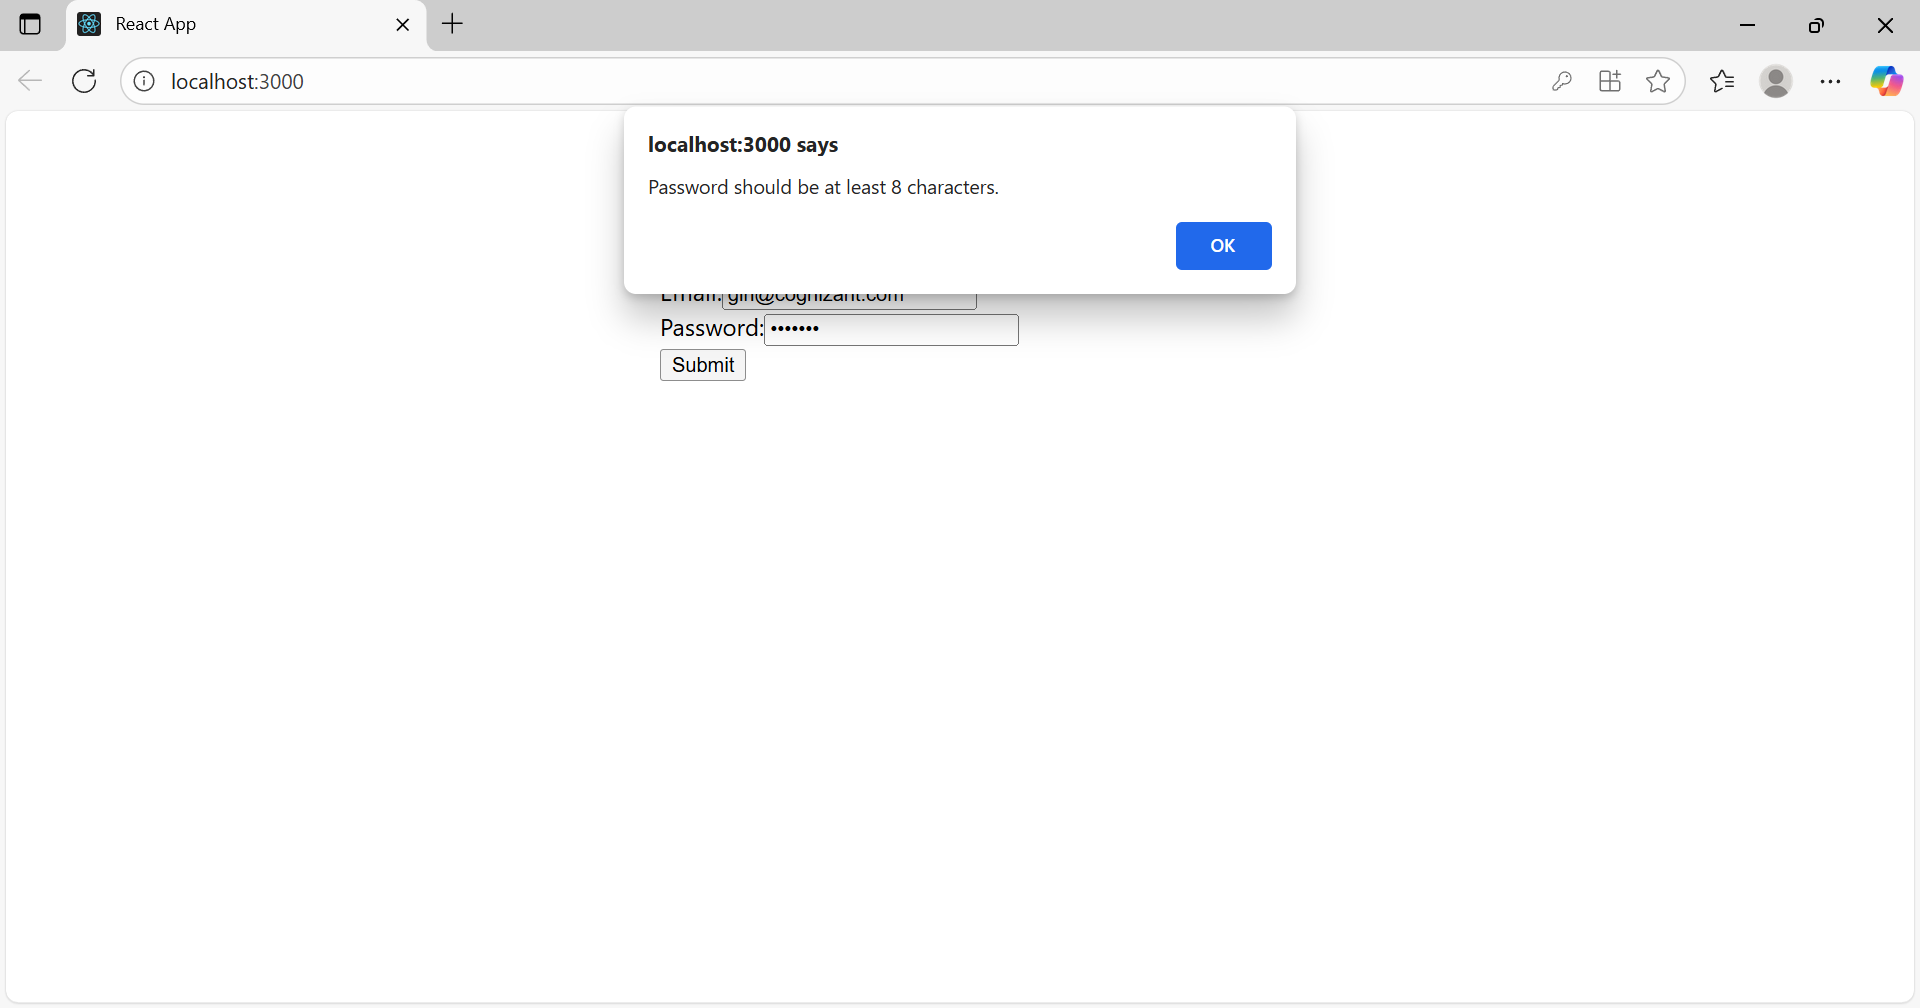 React App
localhost:3000
localhost:3000 says
Password should be at least 8 characters.
OK
Password: •••••••
Submit